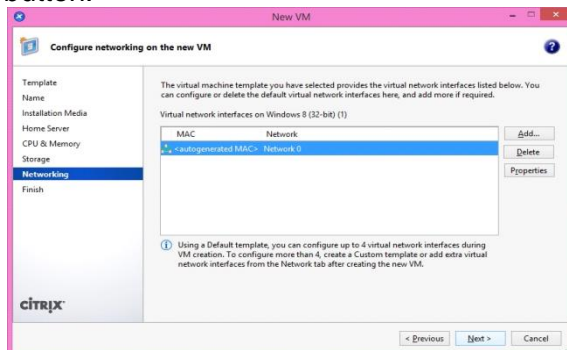 button.
New VM
Configure networking on the new VM
Template
Name
Installation Media
Home Server
CPU & Memory
Storage
Networking
Finish
The virtual machine template you have selected provides the virtual network interfaces listed below. You
can configure or delete the default virtual network interfaces here, and add more if required.
Virtual network interfaces on Windows 8 (32-bit) (1)
MAC Network
<autogenerated MAC> Network 0
Add...
Delete
Properties
Using a Default template, you can configure up to 4 virtual network interfaces during
VM creation. To configure more than 4, create a Custom template or add extra virtual
network interfaces from the Network tab after creating the new VM.
CİTRIX
< Previous Next > Cancel